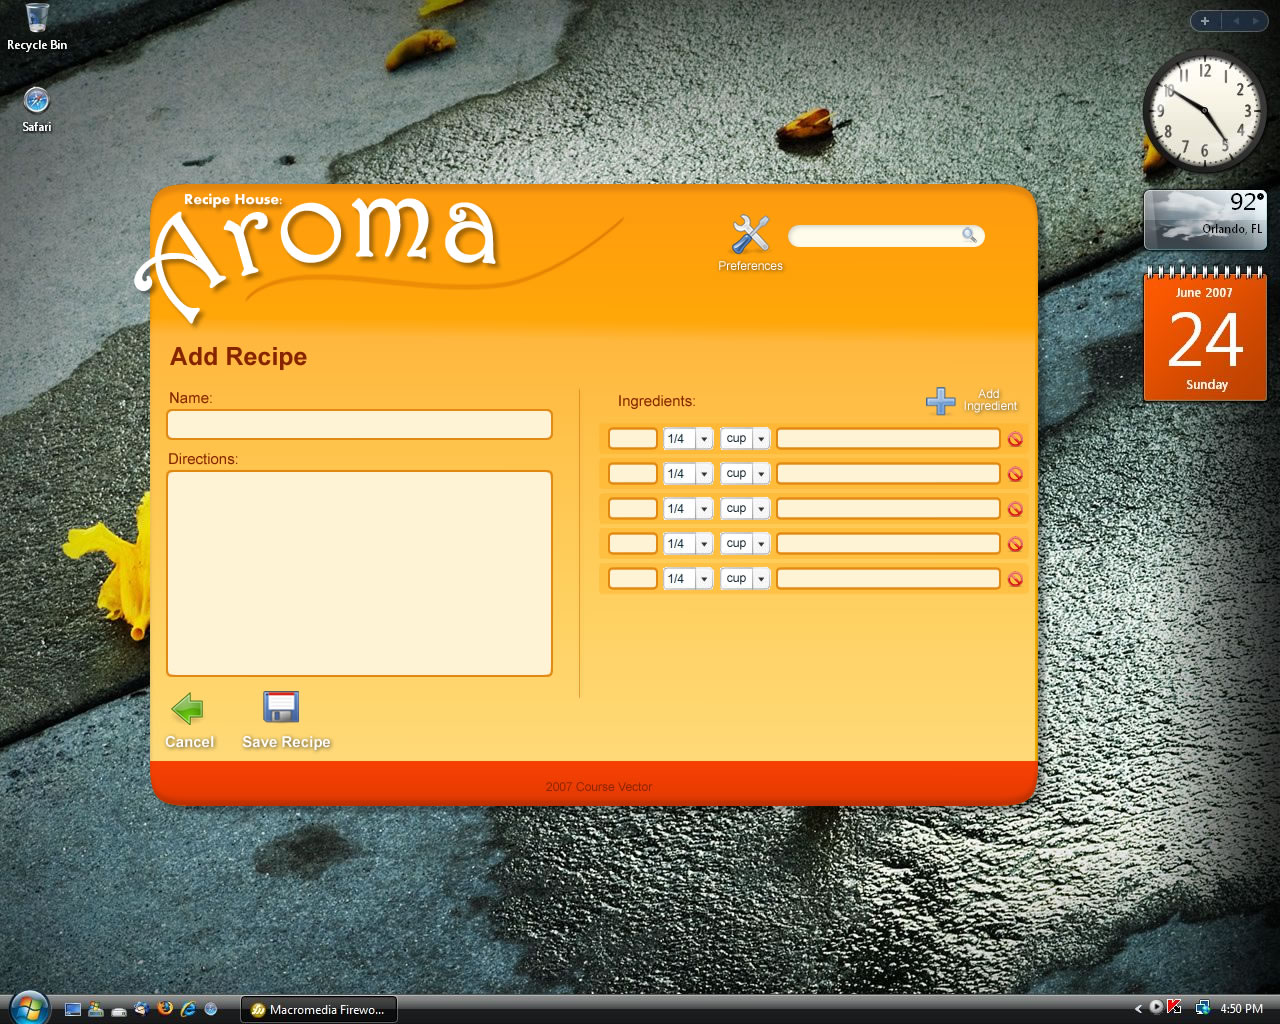 Recycle Bin
Safari
12
11
1
10
2
9
3
8
4
7
5
6
92°
Orlando, FL
June 2007
24
Sunday
Recipe House:
Aroma
Preferences
Add Recipe
Name:
Directions:
Cancel
Save Recipe
Ingredients:
Add
Ingredient
1/4 cup
1/4 cup
1/4 cup
1/4 cup
1/4 cup
2007 Course Vector
Macromedia Firewo...
4:50 PM